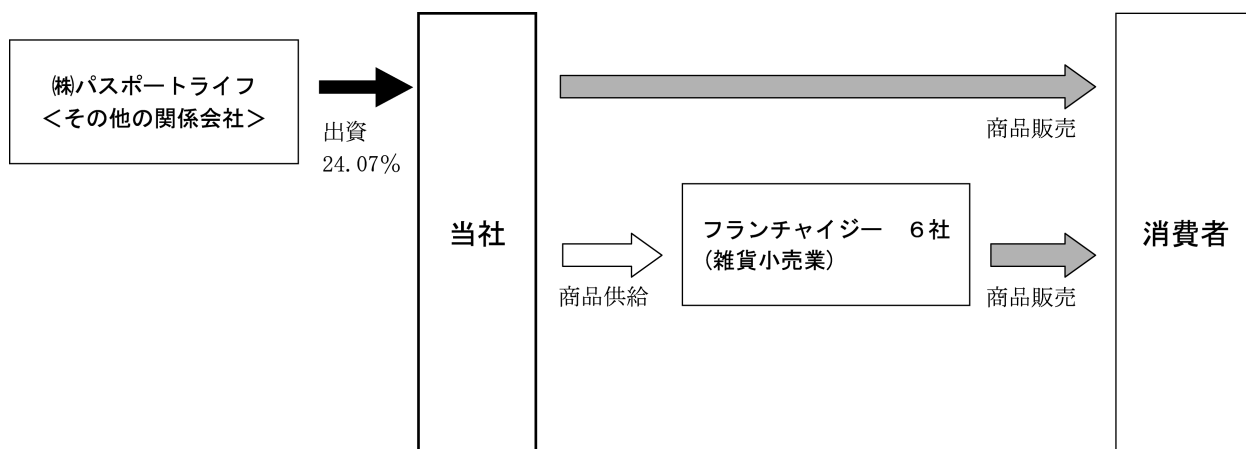 ㈱パスポートライフ
＜その他の関係会社＞
出資
24.07％
当社
商品販売
商品供給
フランチャイジー　６社
(雑貨小売業)
商品販売
消費者